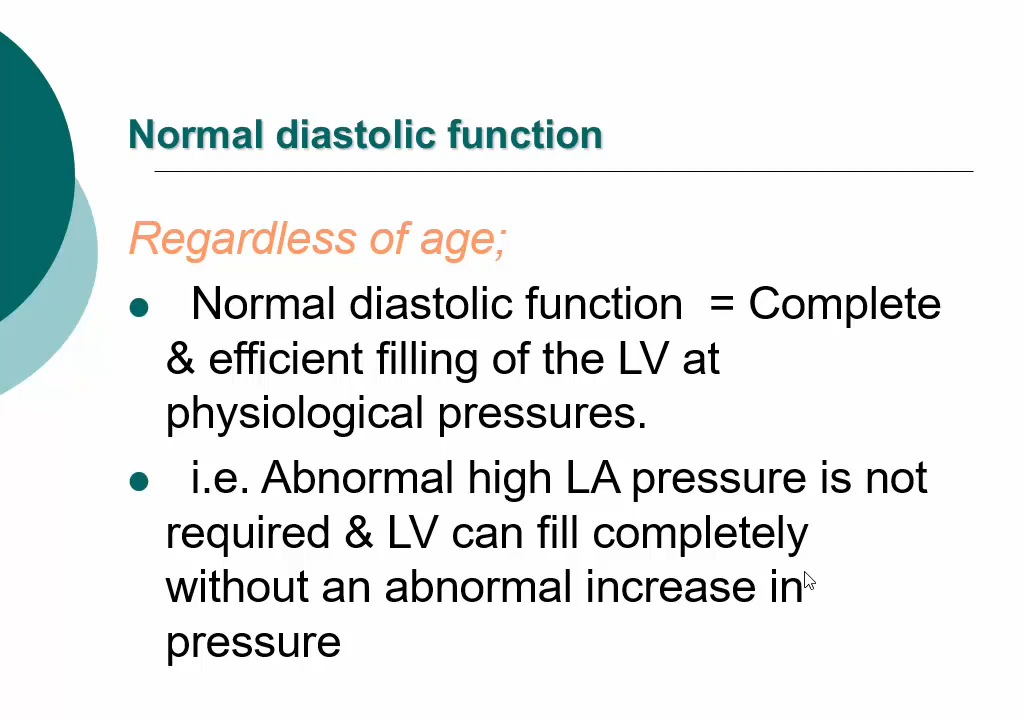 Normal diastolic function
Regardless of age;
Normal diastolic function = Complete
& efficient filling of the LV at
physiological pressures.
i.e. Abnormal high LA pressure is not
required & LV can fill completely
without an abnormal increase in
pressure